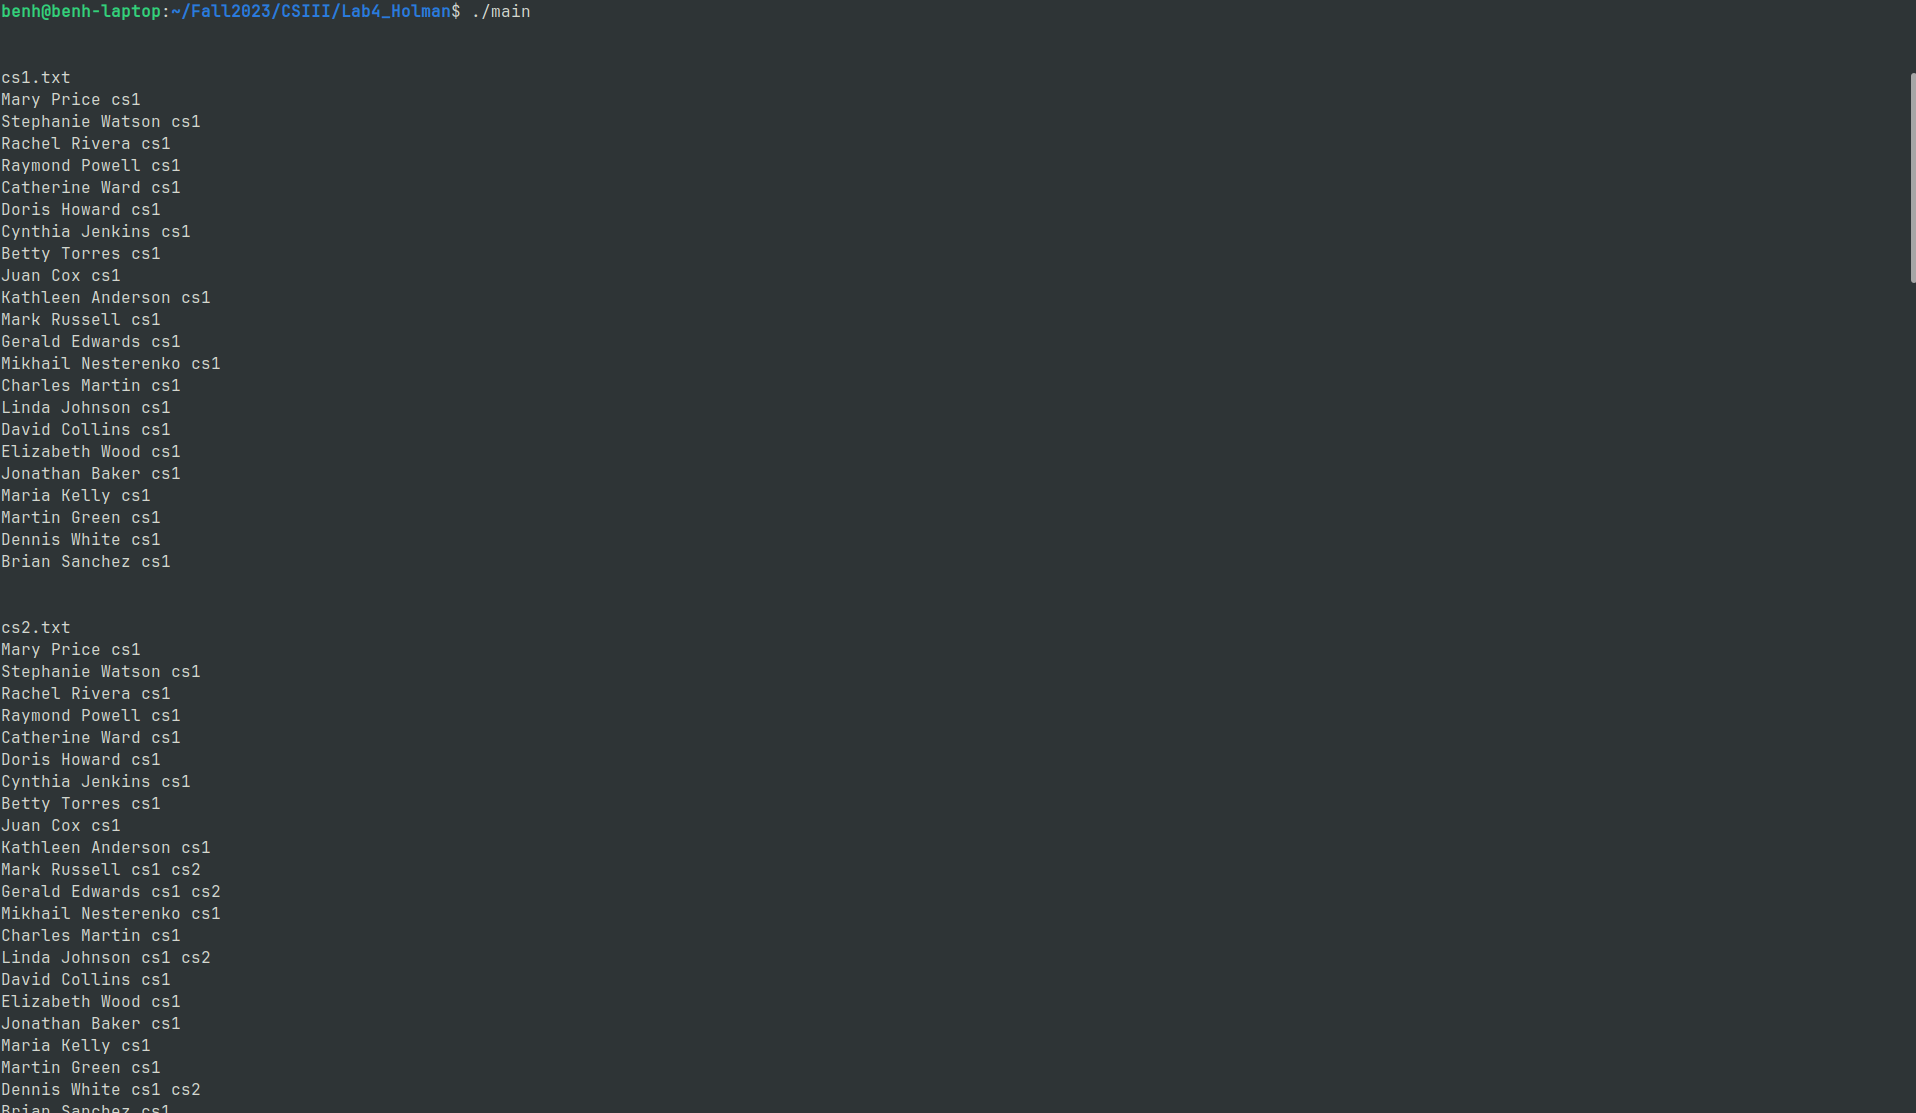 benh@benh-laptop:~/Fall2023/CSIII/Lab4_Holman$ ./main
cs1.txt
Mary Price cs1
Stephanie Watson cs1
Rachel Rivera cs1
Raymond Powell cs1
Catherine Ward cs1
Doris Howard cs1
Cynthia Jenkins cs1
Betty Torres cs1
Juan Cox cs1
Kathleen Anderson cs1
Mark Russell cs1
Gerald Edwards cs1
Mikhail Nesterenko cs1
Charles Martin cs1
Linda Johnson cs1
David Collins cs1
Elizabeth Wood cs1
Jonathan Baker cs1
Maria Kelly cs1
Martin Green cs1
Dennis White cs1
Brian Sanchez cs1
cs2.txt
Mary Price cs1
Stephanie Watson cs1
Rachel Rivera cs1
Raymond Powell cs1
Catherine Ward cs1
Doris Howard cs1
Cynthia Jenkins cs1
Betty Torres cs1
Juan Cox cs1
Kathleen Anderson cs1
Mark Russell cs1 cs2
Gerald Edwards cs1 cs2
Mikhail Nesterenko cs1
Charles Martin cs1
Linda Johnson cs1 cs2
David Collins cs1
Elizabeth Wood cs1
Jonathan Baker cs1
Maria Kelly cs1
Martin Green cs1
Dennis White cs1 cs2
Brian Sanchez cs1